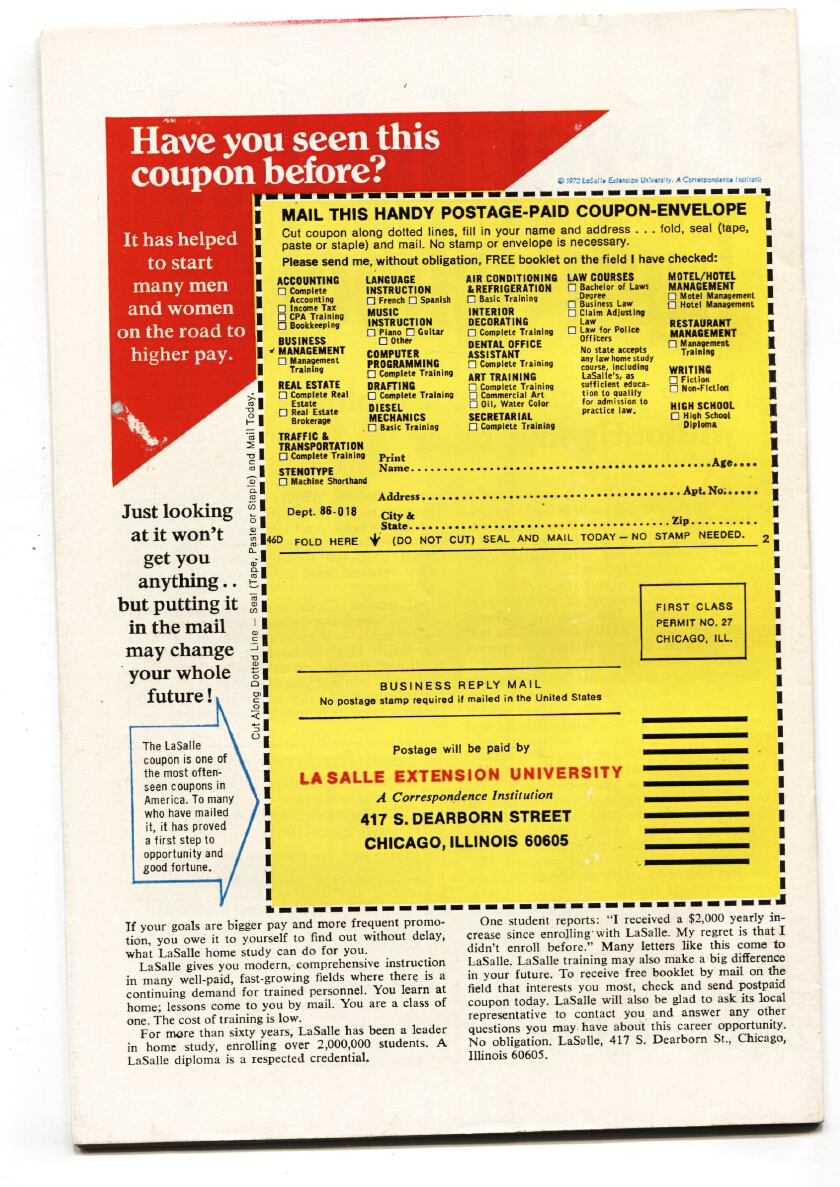 Have you seen this
coupon before?
© 1972 LaSalle Extension University, A Correspondence Institution
It has helped
to start
many men
and women
on the road to
higher pay.
Just looking
at it won't
get you
anything . .
but putting it
in the mail
may change
your whole
future!
The LaSalle
coupon is one of
the most often-
seen coupons in
America. To many
who have mailed
it, it has proved
a first step to
opportunity and
good fortune.
Cut Along Dotted Line — Seal (Tape, Paste or Staple) and Mail Today.
MAIL THIS HANDY POSTAGE-PAID COUPON-ENVELOPE
Cut coupon along dotted lines, fill in your name and address . . . fold, seal (tape,
paste or staple) and mail. No stamp or envelope is necessary.
Please send me, without obligation, FREE booklet on the field I have checked:
ACCOUNTING
Complete
Accounting
Income Tax
CPA Training
Bookkeeping
BUSINESS
MANAGEMENT
Management
Training
REAL ESTATE
Complete Real
Estate
Real Estate
Brokerage
TRAFFIC &
TRANSPORTATION
Complete Training
STENOTYPE
Machine Shorthand
LANGUAGE
INSTRUCTION
French Spanish
MUSIC
INSTRUCTION
Piano Guitar
Other
COMPUTER
PROGRAMMING
Complete Training
DRAFTING
Complete Training
DIESEL
MECHANICS
Basic Training
AIR CONDITIONING
& REFRIGERATION
Basic Training
INTERIOR
DECORATING
Complete Training
DENTAL OFFICE
ASSISTANT
Complete Training
ART TRAINING
Complete Training
Commercial Art
Oil, Water Color
SECRETARIAL
Complete Training
LAW COURSES
Bachelor of Laws
Degree
Business Law
Claim Adjusting
Law
Law for Police
Officers
No state accepts
any law home study
course, including
LaSalle's, as
sufficient educa-
tion to qualify
for admission to
practice law.
MOTEL/HOTEL
MANAGEMENT
Motel Management
Hotel Management
RESTAURANT
MANAGEMENT
Management
Training
WRITING
Fiction
Non-Fiction
HIGH SCHOOL
High School
Diploma
Print
Name Age
Address Apt. No.
Dept. 86-018
City &
State Zip
46D FOLD HERE (DO NOT CUT) SEAL AND MAIL TODAY — NO STAMP NEEDED. 2
FIRST CLASS
PERMIT NO. 27
CHICAGO, ILL.
BUSINESS REPLY MAIL
No postage stamp required if mailed in the United States
Postage will be paid by
LA SALLE EXTENSION UNIVERSITY
A Correspondence Institution
417 S. DEARBORN STREET
CHICAGO, ILLINOIS 60605
If your goals are bigger pay and more frequent promo-
tion, you owe it to yourself to find out without delay,
what LaSalle home study can do for you.
LaSalle gives you modern, comprehensive instruction
in many well-paid, fast-growing fields where there is a
continuing demand for trained personnel. You learn at
home; lessons come to you by mail. You are a class of
one. The cost of training is low.
For more than sixty years, LaSalle has been a leader
in home study, enrolling over 2,000,000 students. A
LaSalle diploma is a respected credential.
One student reports: "I received a $2,000 yearly in-
crease since enrolling with LaSalle. My regret is that I
didn't enroll before." Many letters like this come to
LaSalle. LaSalle training may also make a big difference
in your future. To receive free booklet by mail on the
field that interests you most, check and send postpaid
coupon today. LaSalle will also be glad to ask its local
representative to contact you and answer any other
questions you may have about this career opportunity.
No obligation. LaSalle, 417 S. Dearborn St., Chicago,
Illinois 60605.